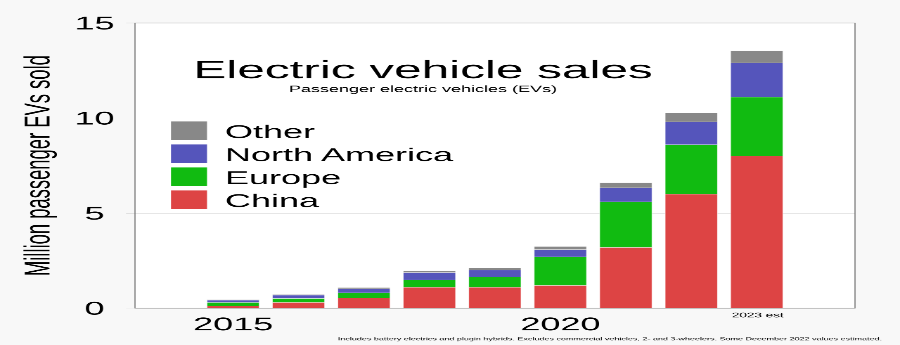 Electric vehicle sales
Passenger electric vehicles (EVs)
Million passenger EVs sold
15
10
5
0
Other
North America
Europe
China
2015
2020
2023 est
Includes battery electrics and plugin hybrids. Excludes commercial vehicles, 2- and 3-wheelers. Some December 2022 values estimated.